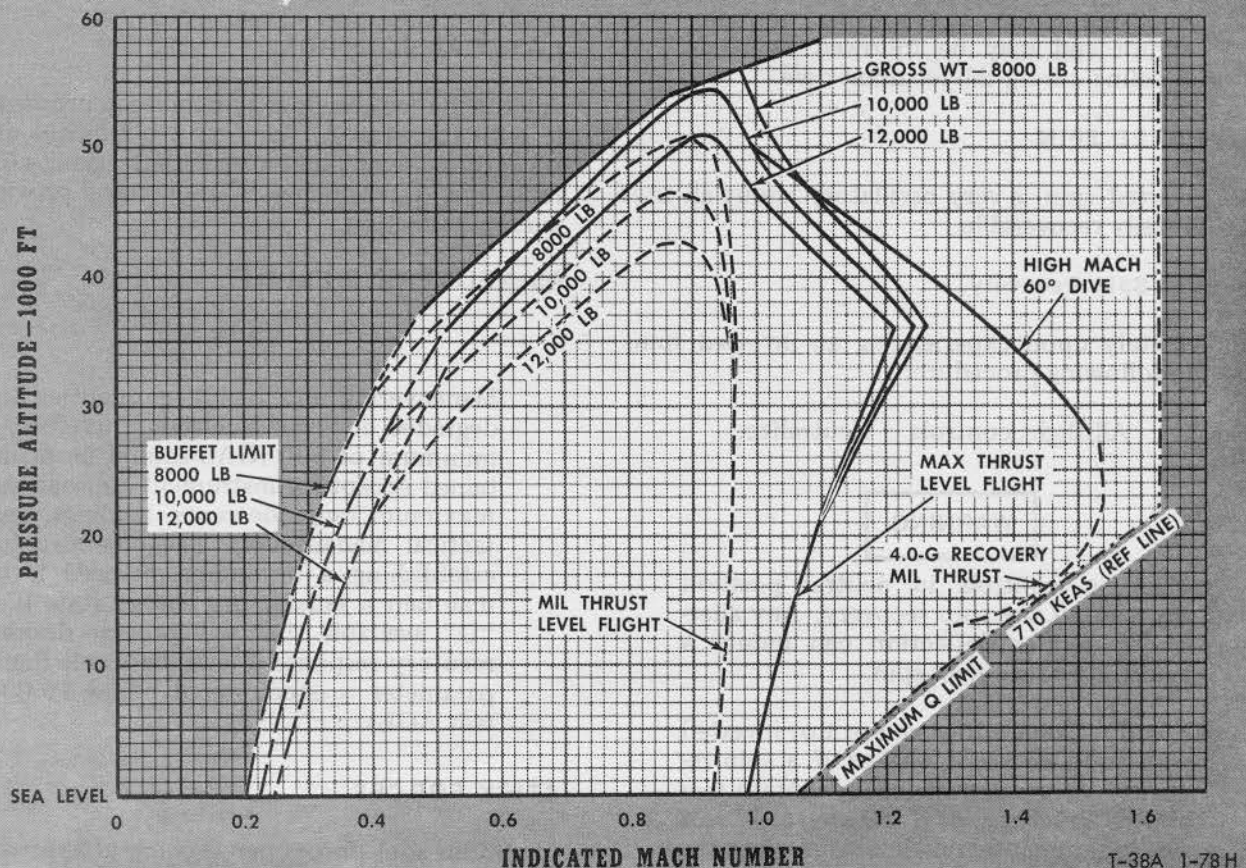 60
50
40
30
20
10
SEA LEVEL
PRESSURE ALTITUDE–1000 FT
GROSS WT – 8000 LB
10,000 LB
12,000 LB
8000 LB
10,000 LB
12,000 LB
HIGH MACH
60° DIVE
BUFFET LIMIT
8000 LB
10,000 LB
12,000 LB
MAX THRUST
LEVEL FLIGHT
4.0-G RECOVERY
MIL THRUST
MIL THRUST
LEVEL FLIGHT
710 KEAS (REF LINE)
MAXIMUM Q LIMIT
0
0.2
0.4
0.6
0.8
1.0
1.2
1.4
1.6
INDICATED MACH NUMBER
T-38A 1-78H